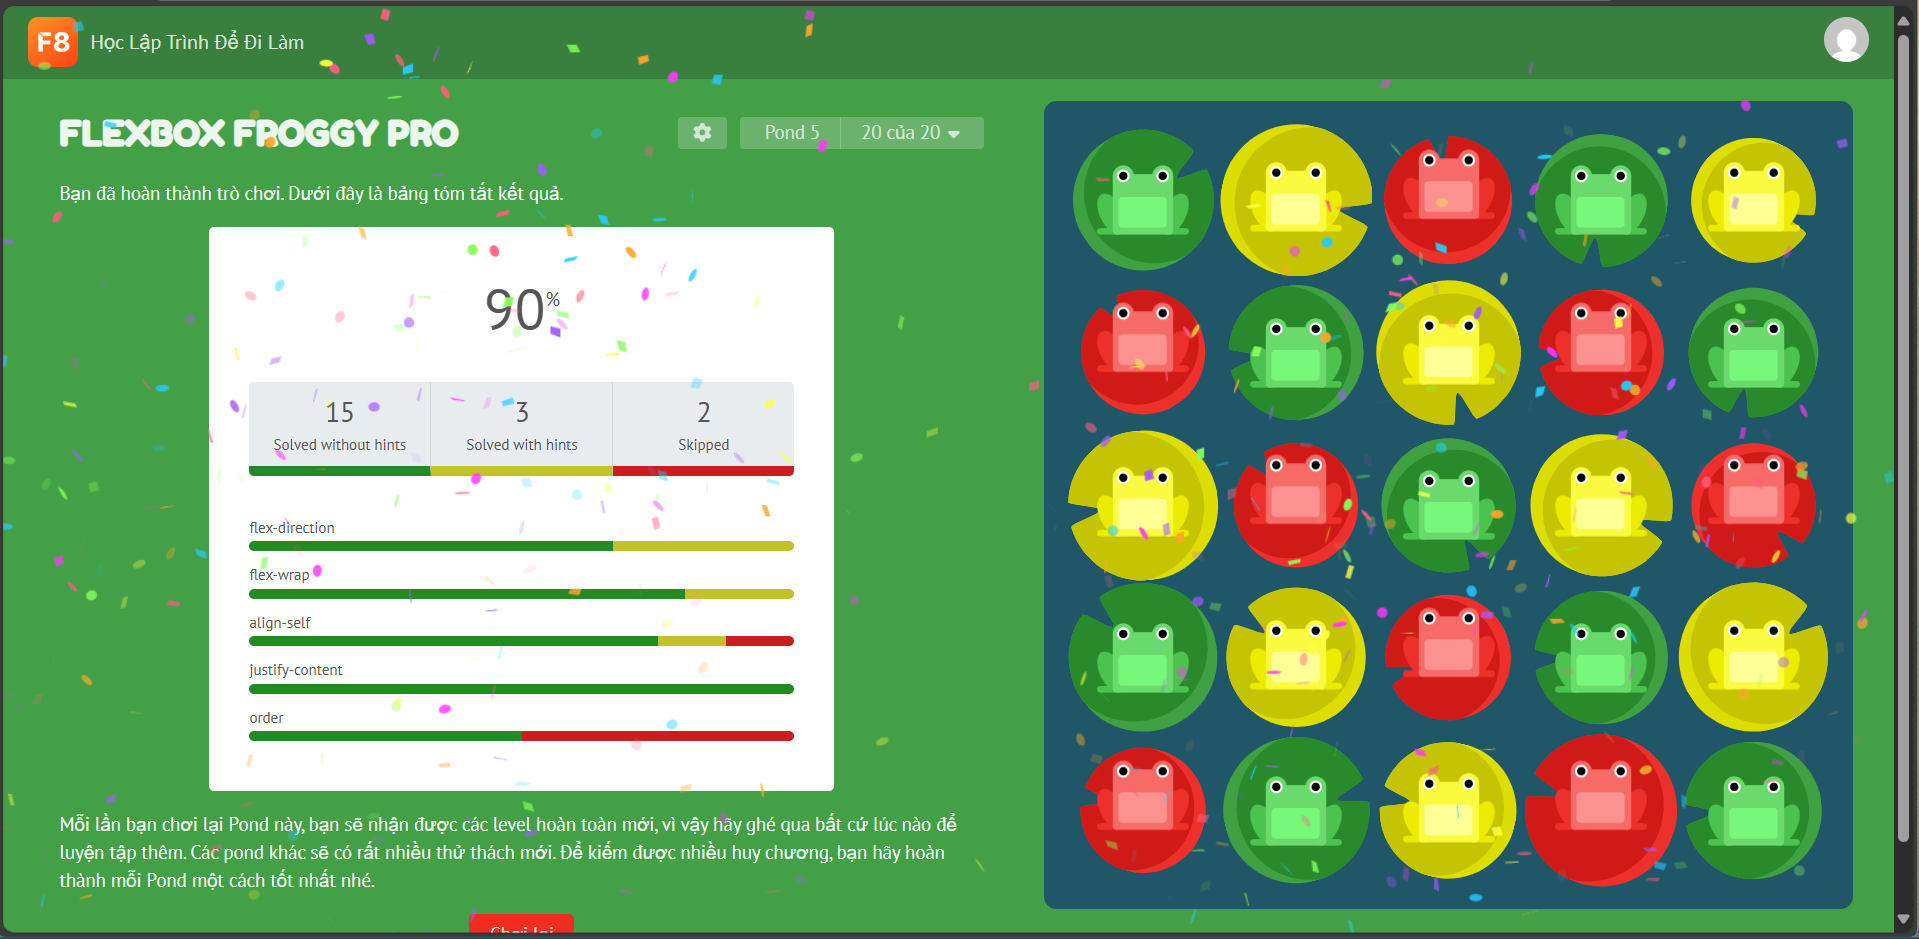 F8 Học Lập Trình Để Đi Làm
FLEXBOX FROGGY PRO
Pond 5 20 của 20
Bạn đã hoàn thành trò chơi. Dưới đây là bảng tóm tắt kết quả.
90%
15 3 2
Solved without hints Solved with hints Skipped
flex-direction
flex-wrap
align-self
justify-content
order
Mỗi lần bạn chơi lại Pond này, bạn sẽ nhận được các level hoàn toàn mới, vì vậy hãy ghé qua bất cứ lúc nào để
luyện tập thêm. Các pond khác sẽ có rất nhiều thử thách mới. Để kiếm được nhiều huy chương, bạn hãy hoàn
thành mỗi Pond một cách tốt nhất nhé.
Chơi lại